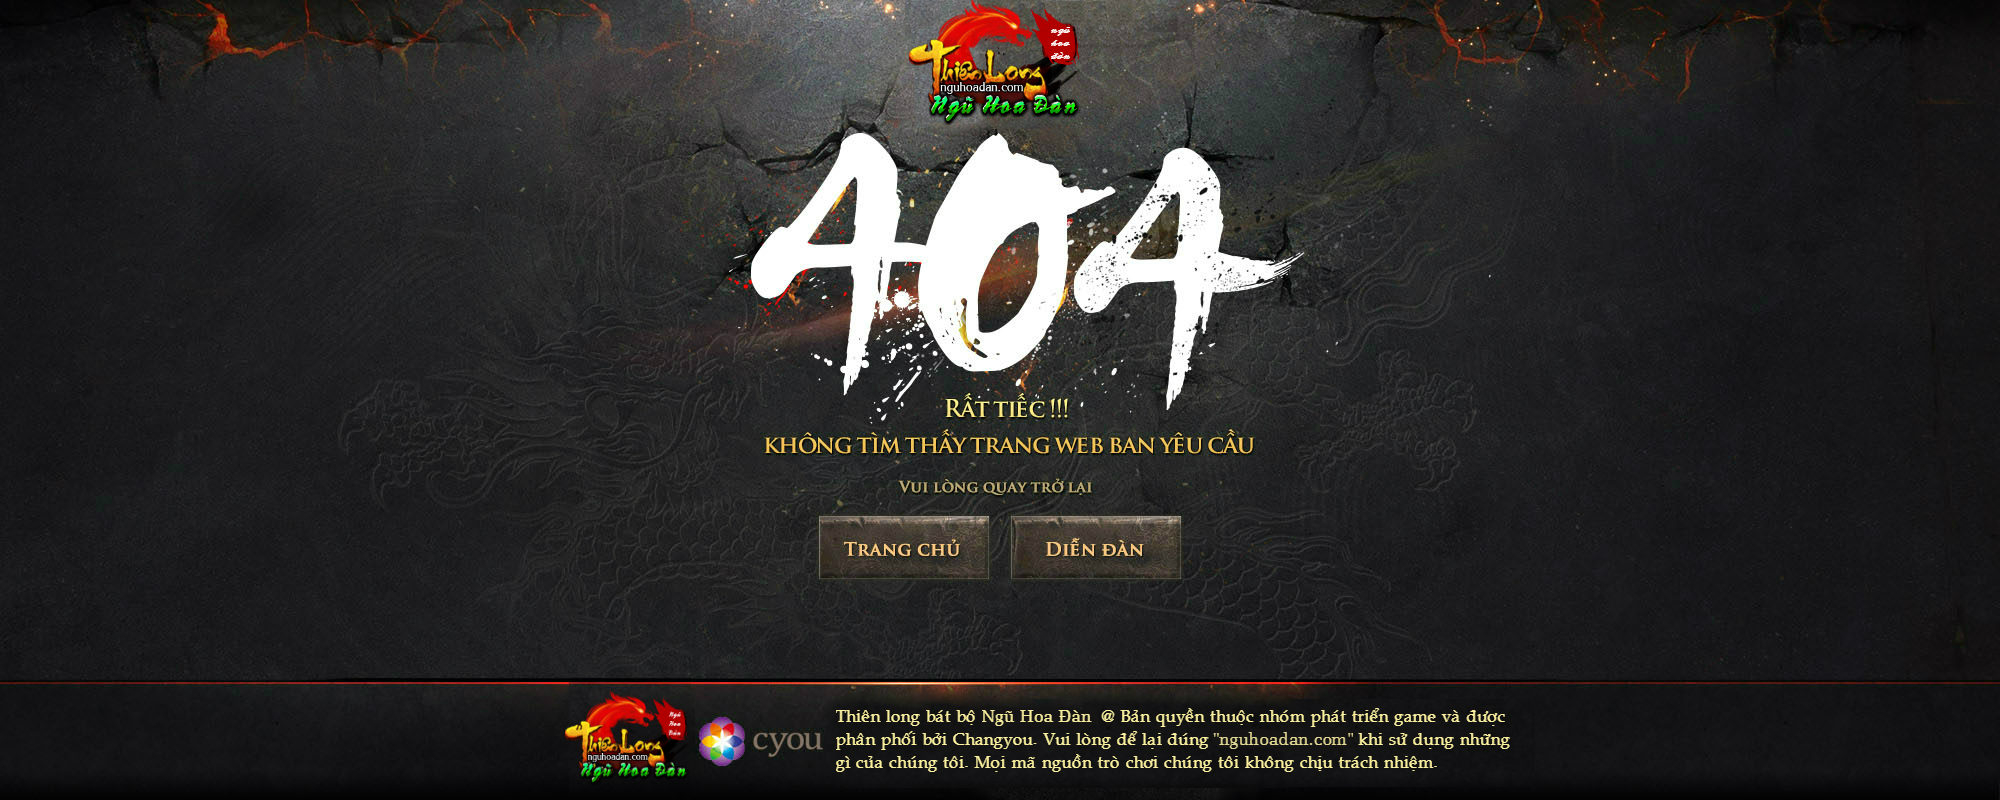 ngũ
hoa
đàn
Thiên Long
nguhoadan.com
Ngũ Hoa Đàn
404
RẤT TIẾC !!!
KHÔNG TÌM THẤY TRANG WEB BAN YÊU CẦU
VUI LÒNG QUAY TRỞ LẠI
TRANG CHỦ
DIỄN ĐÀN
Ngũ
Hoa
Đàn
Thiên Long
nguhoadan.com
Ngũ Hoa Đàn
cyou
Thiên long bát bộ Ngũ Hoa Đàn @ Bản quyền thuộc nhóm phát triển game và được
phân phối bởi Changyou. Vui lòng để lại đúng "nguhoadan.com" khi sử dụng những
gì của chúng tôi. Mọi mã nguồn trò chơi chúng tôi không chịu trách nhiệm.